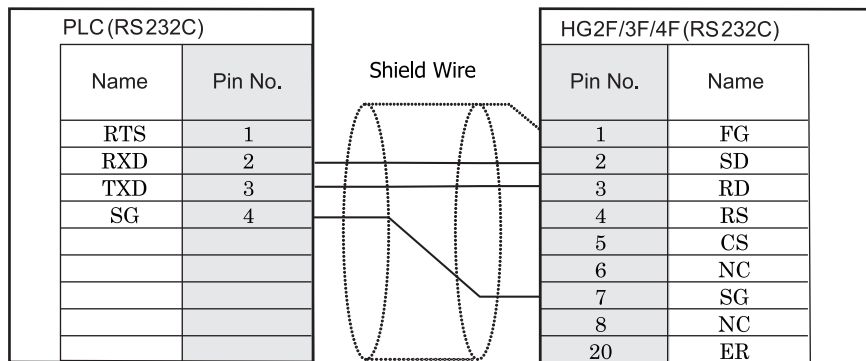 PLC(RS232C)
HG2F/3F/4F(RS232C)
Shield Wire
Name Pin No.
RTS 1
RXD 2
TXD 3
SG 4
Pin No. Name
1 FG
2 SD
3 RD
4 RS
5 CS
6 NC
7 SG
8 NC
20 ER